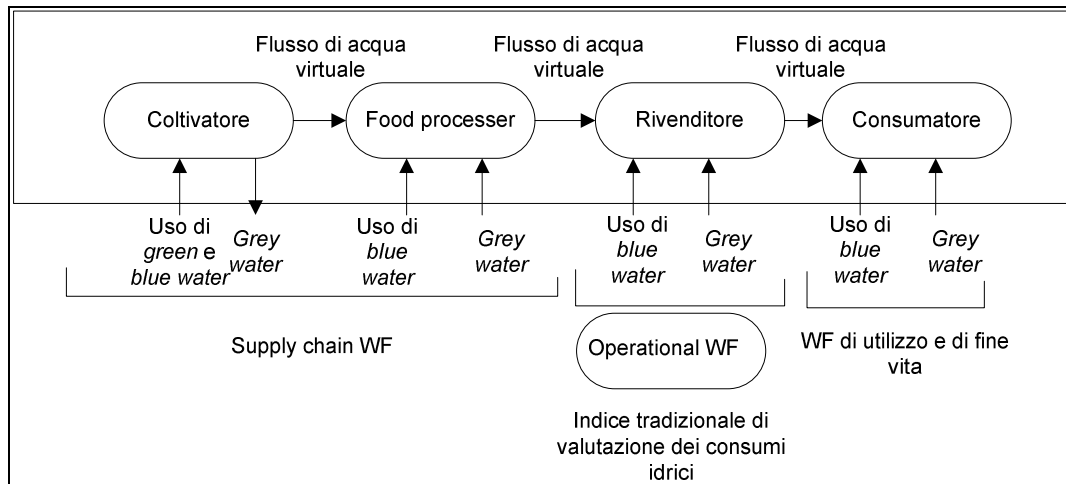 Flusso di acqua
virtuale
Flusso di acqua
virtuale
Flusso di acqua
virtuale
Coltivatore
Food processer
Rivenditore
Consumatore
Uso di
green e
blue water
Grey
water
Uso di
blue
water
Grey
water
Uso di
blue
water
Grey
water
Uso di
blue
water
Grey
water
Supply chain WF
Operational WF
WF di utilizzo e di fine
vita
Indice tradizionale di
valutazione dei consumi
idrici